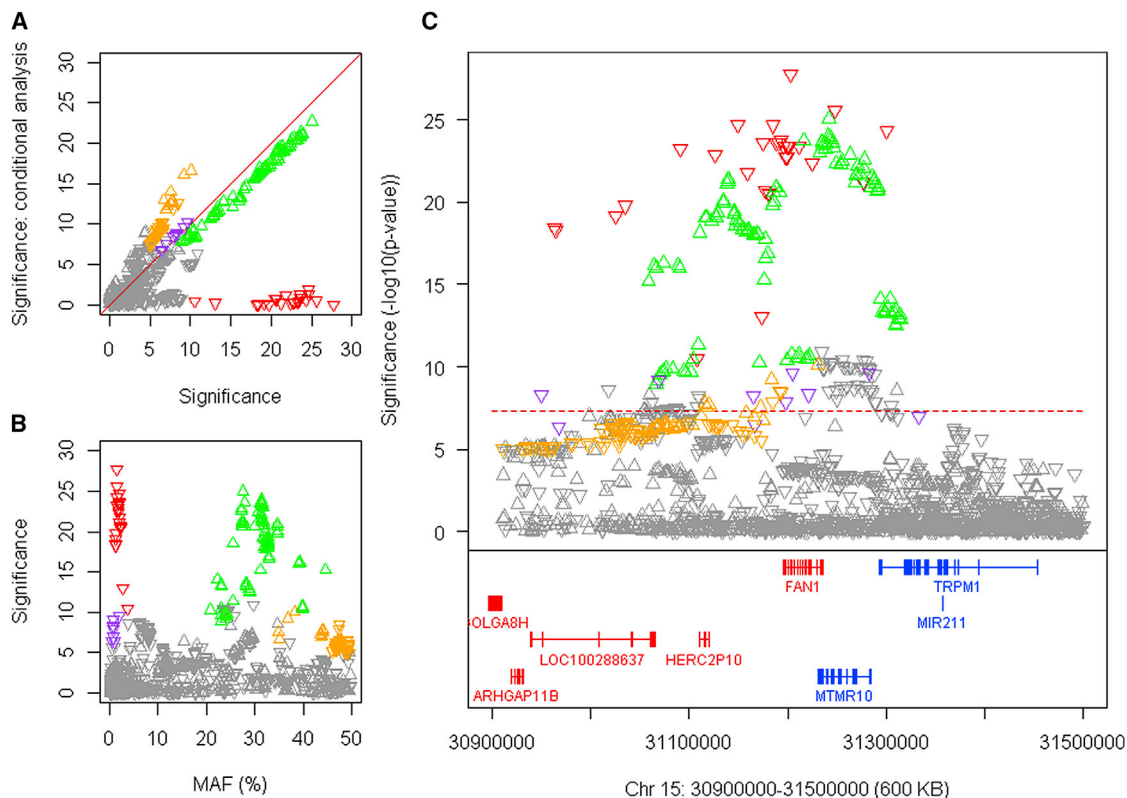 A
Significance: conditional analysis
30
25
20
15
10
5
0
0 5 10 15 20 25 30
Significance
B
Significance
30
25
20
15
10
5
0
0 10 20 30 40 50
MAF (%)
C
Significance (-log10(p-value))
25
20
15
10
5
0
FAN1
TRPM1
OLGA8H
MIR211
LOC100288637
HERC2P10
ARHGAP11B
MTMR10
30900000 31100000 31300000 31500000
Chr 15: 30900000-31500000 (600 KB)